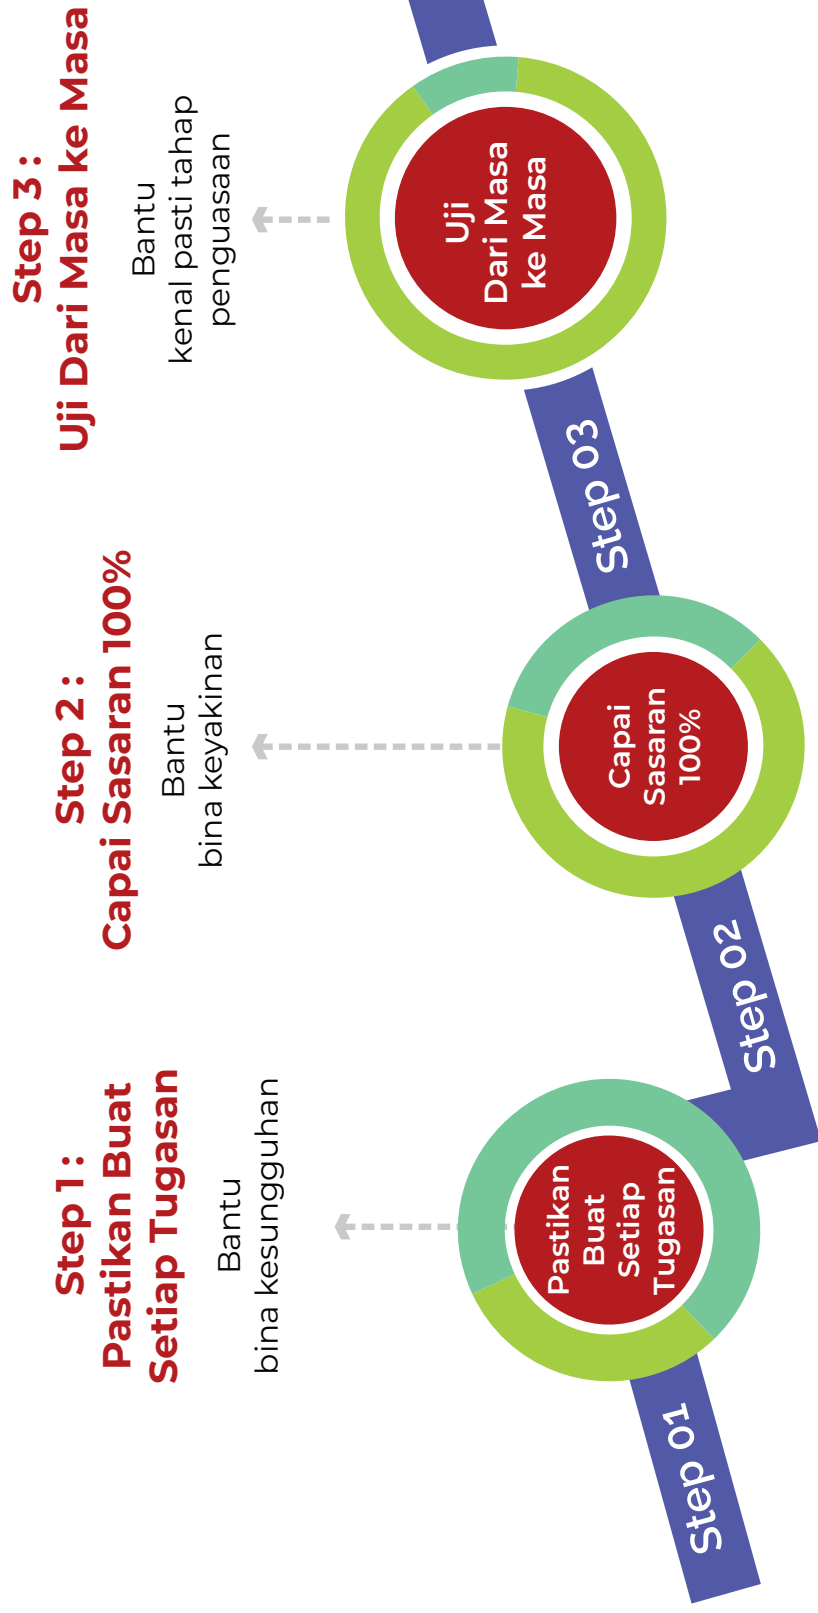 Step 1 :
Pastikan Buat
Setiap Tugasan
Bantu
bina kesungguhan
Pastikan
Buat
Setiap
Tugasan
Step 01
Step 2 :
Capai Sasaran 100%
Bantu
bina keyakinan
Capai
Sasaran
100%
Step 02
Step 3 :
Uji Dari Masa ke Masa
Bantu
kenal pasti tahap
penguasaan
Uji
Dari Masa
ke Masa
Step 03